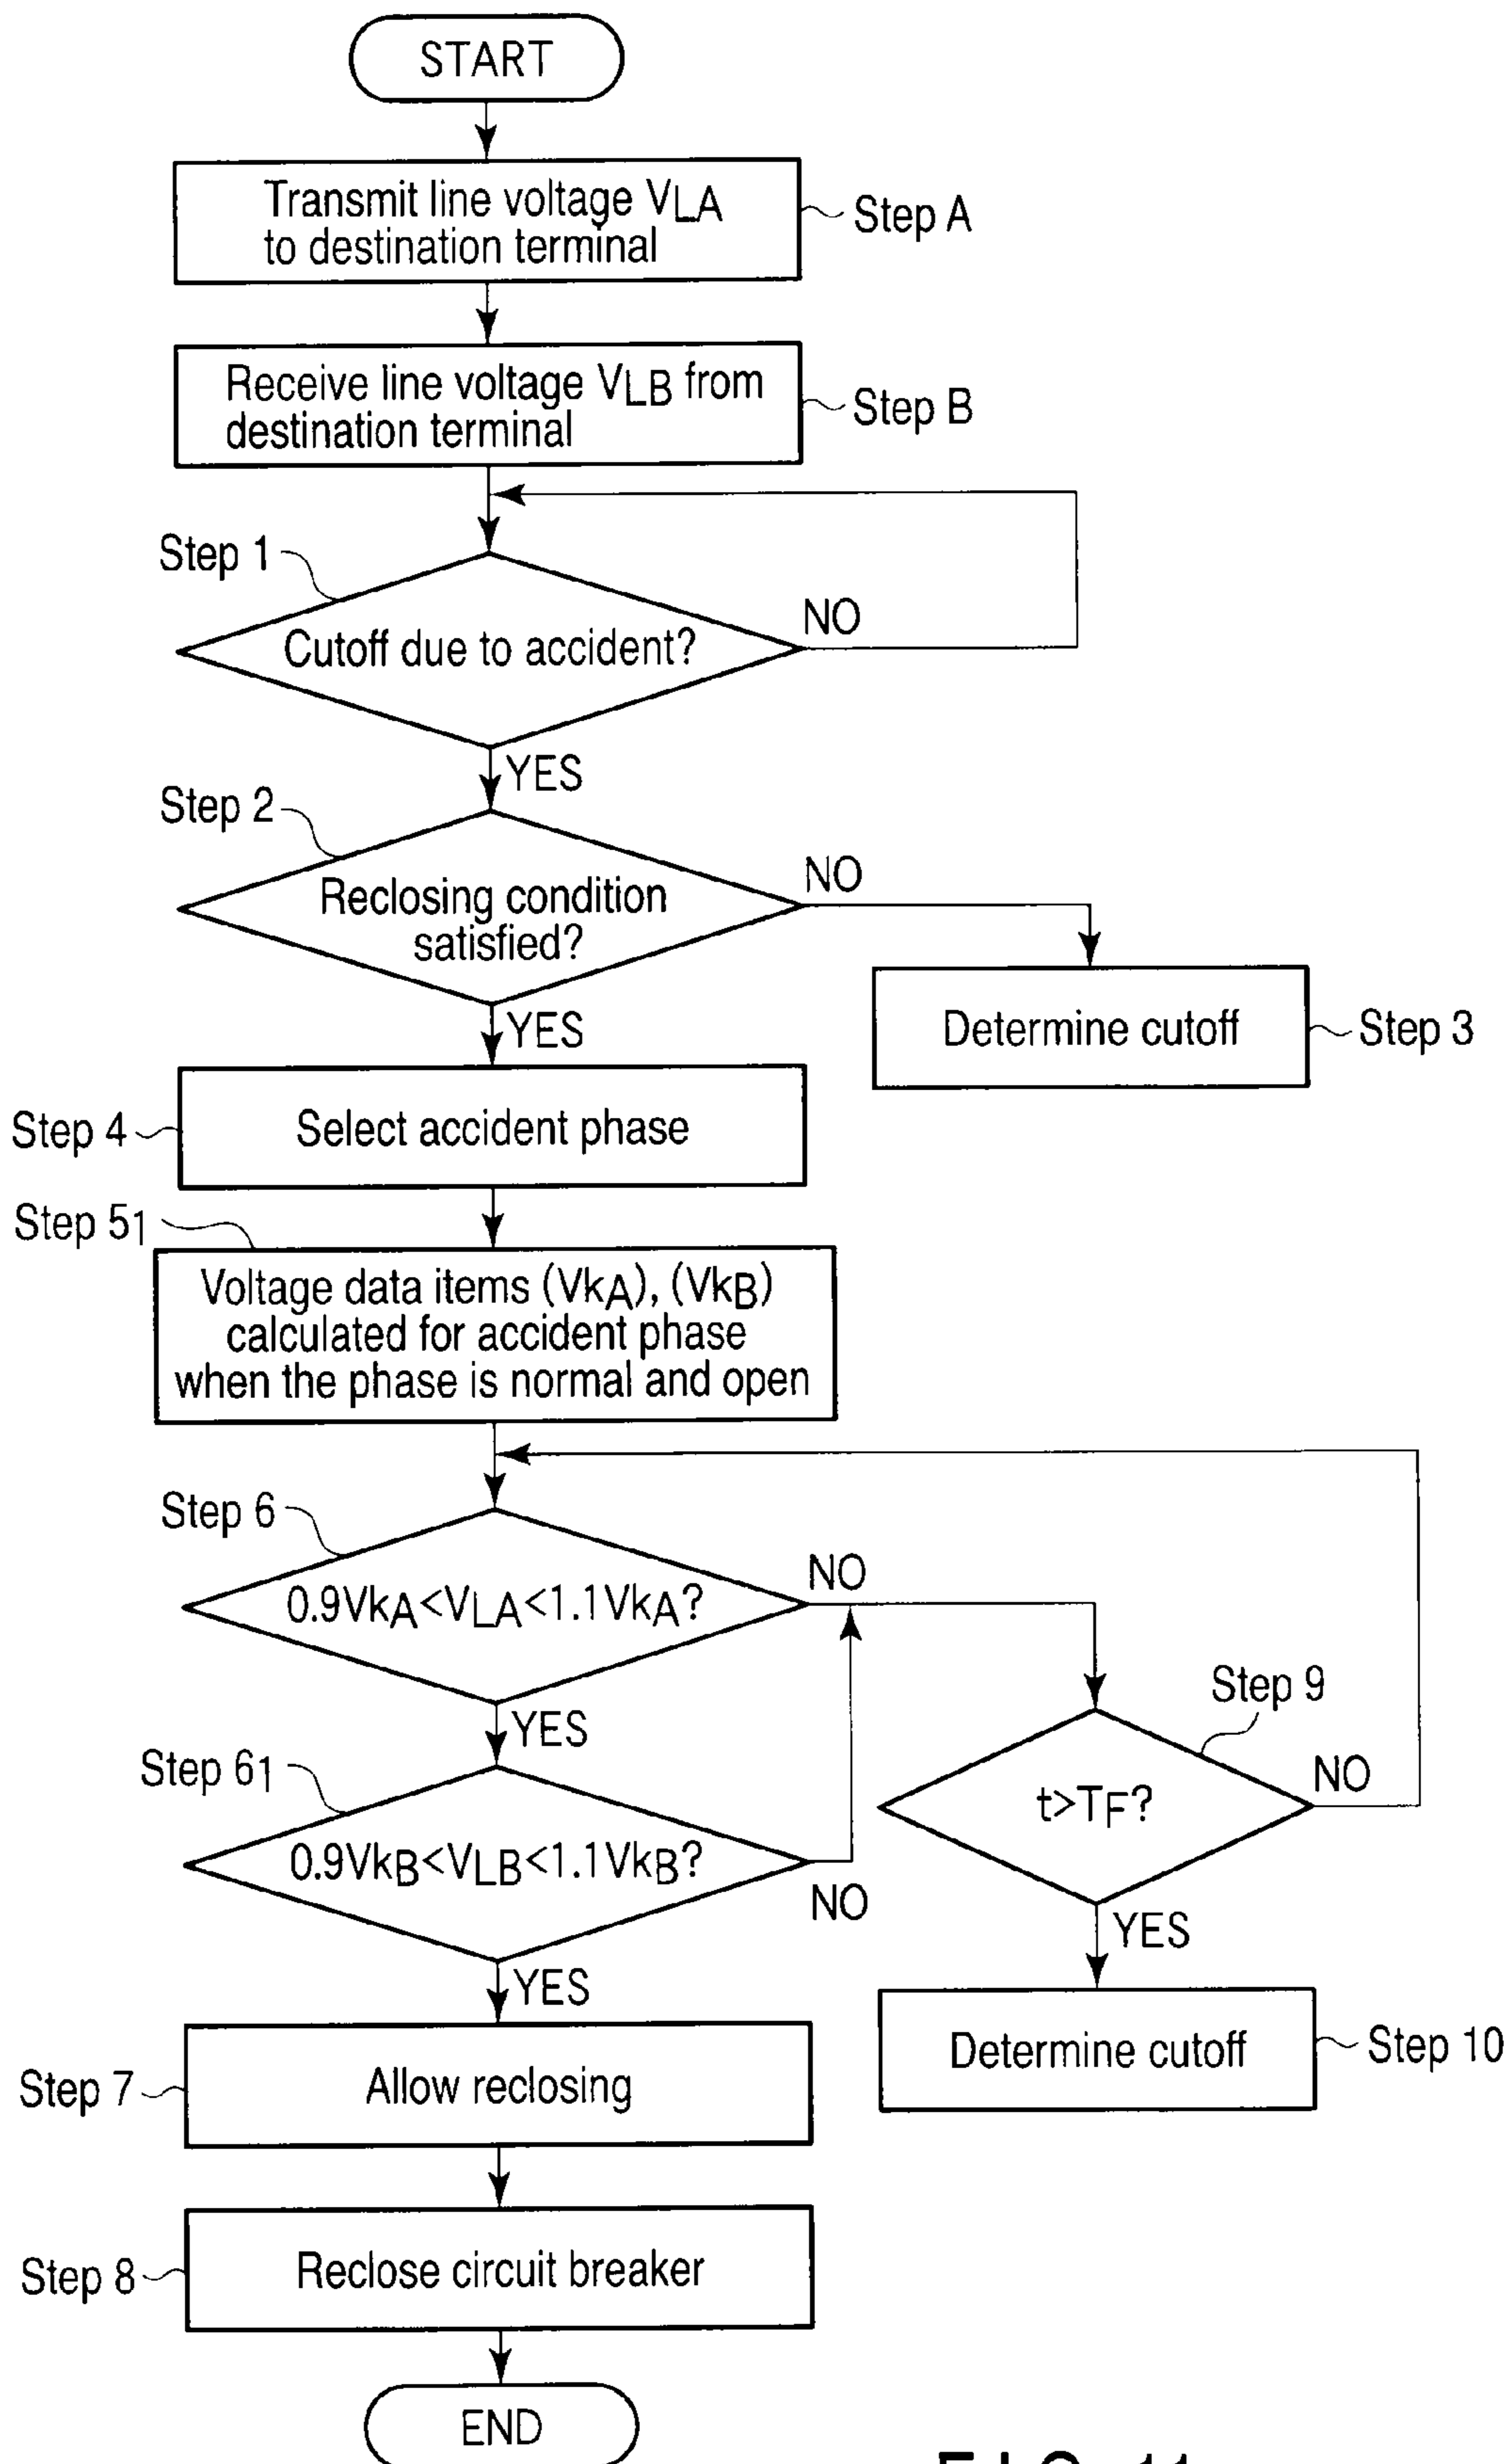 START
Transmit line voltage VLA
to destination terminal
Step A
Receive line voltage VLB from
destination terminal
Step B
Step 1
Cutoff due to accident?
NO
YES
Step 2
Reclosing condition
satisfied?
NO
YES
Determine cutoff
Step 3
Step 4
Select accident phase
Step 51
Voltage data items (VkA), (VkB)
calculated for accident phase
when the phase is normal and open
Step 6
0.9VkA<VLA<1.1VkA?
NO
YES
Step 9
t>TF?
NO
YES
Step 61
0.9VkB<VLB<1.1VkB?
NO
YES
Determine cutoff
Step 10
Step 7
Allow reclosing
Step 8
Reclose circuit breaker
END
FIG. 11